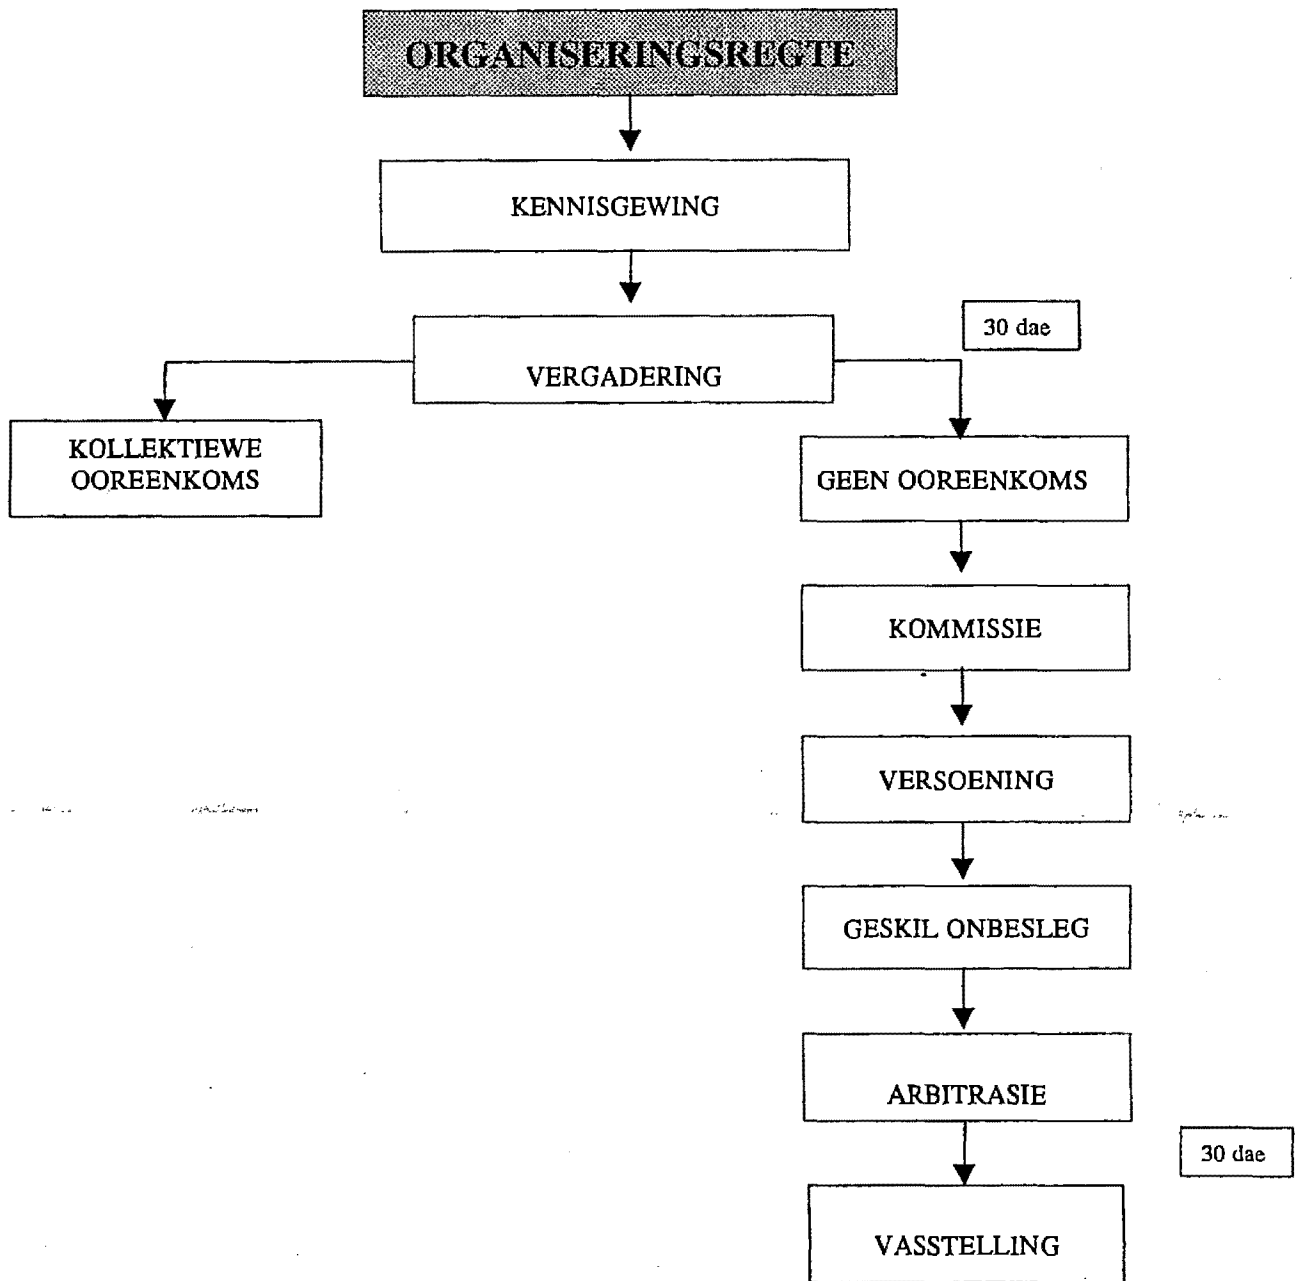 ORGANISERINGSREGTE
KENNISGEWING
30 dae
VERGADERING
KOLLEKTIEWE
OOREENKOMS
GEEN OOREENKOMS
KOMMISSIE
VERSOENING
GESKIL ONBESLEG
ARBITRASIE
30 dae
VASSTELLING